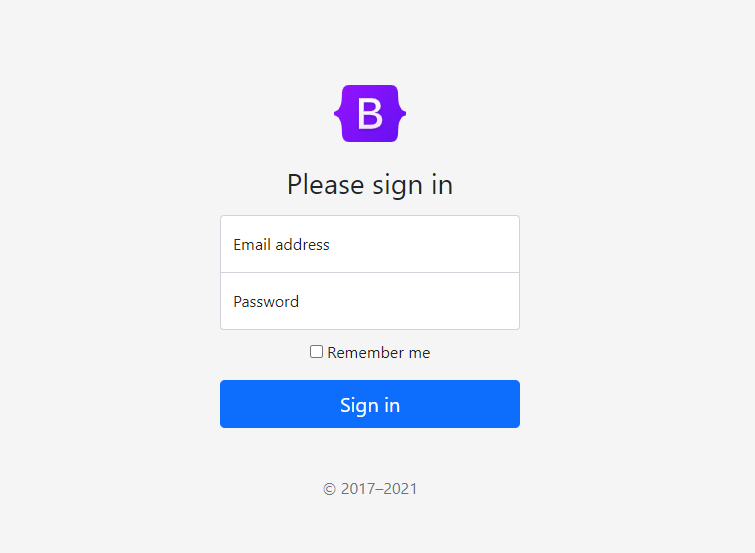 B
Please sign in
Email address
Password
Remember me
Sign in
© 2017–2021